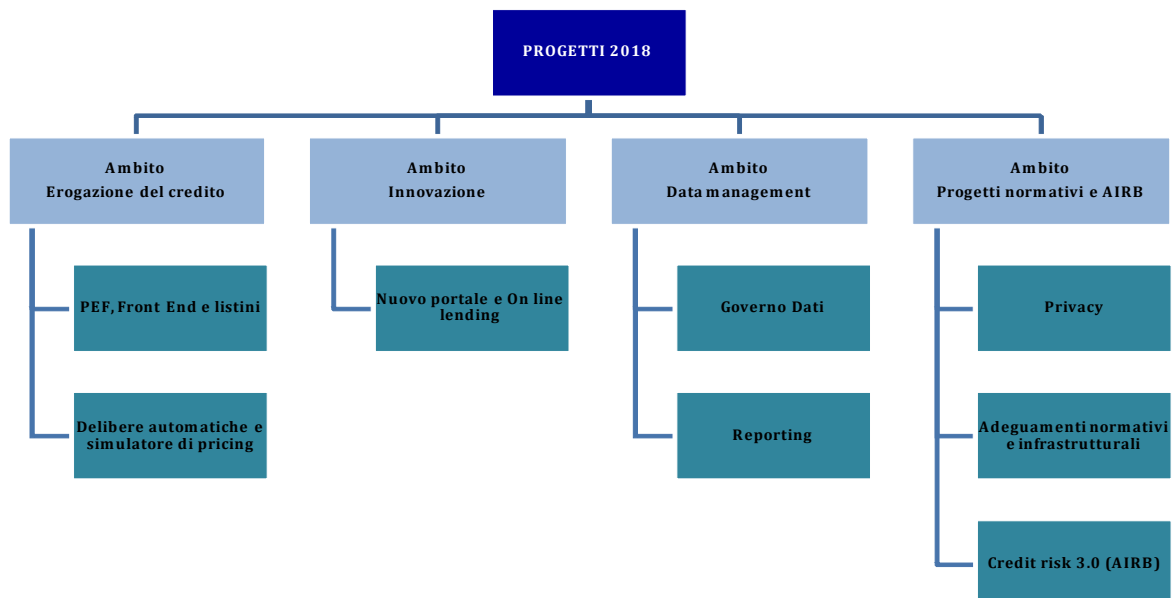 PROGETTI 2018
Ambito
Erogazione del credito
Ambito
Innovazione
Ambito
Data management
Ambito
Progetti normativi e AIRB
PEF, Front End e listini
Nuovo portale e On line
lending
Governo Dati
Privacy
Delibere automatiche e
simulatore di pricing
Reporting
Adeguamenti normativi
e infrastrutturali
Credit risk 3.0 (AIRB)